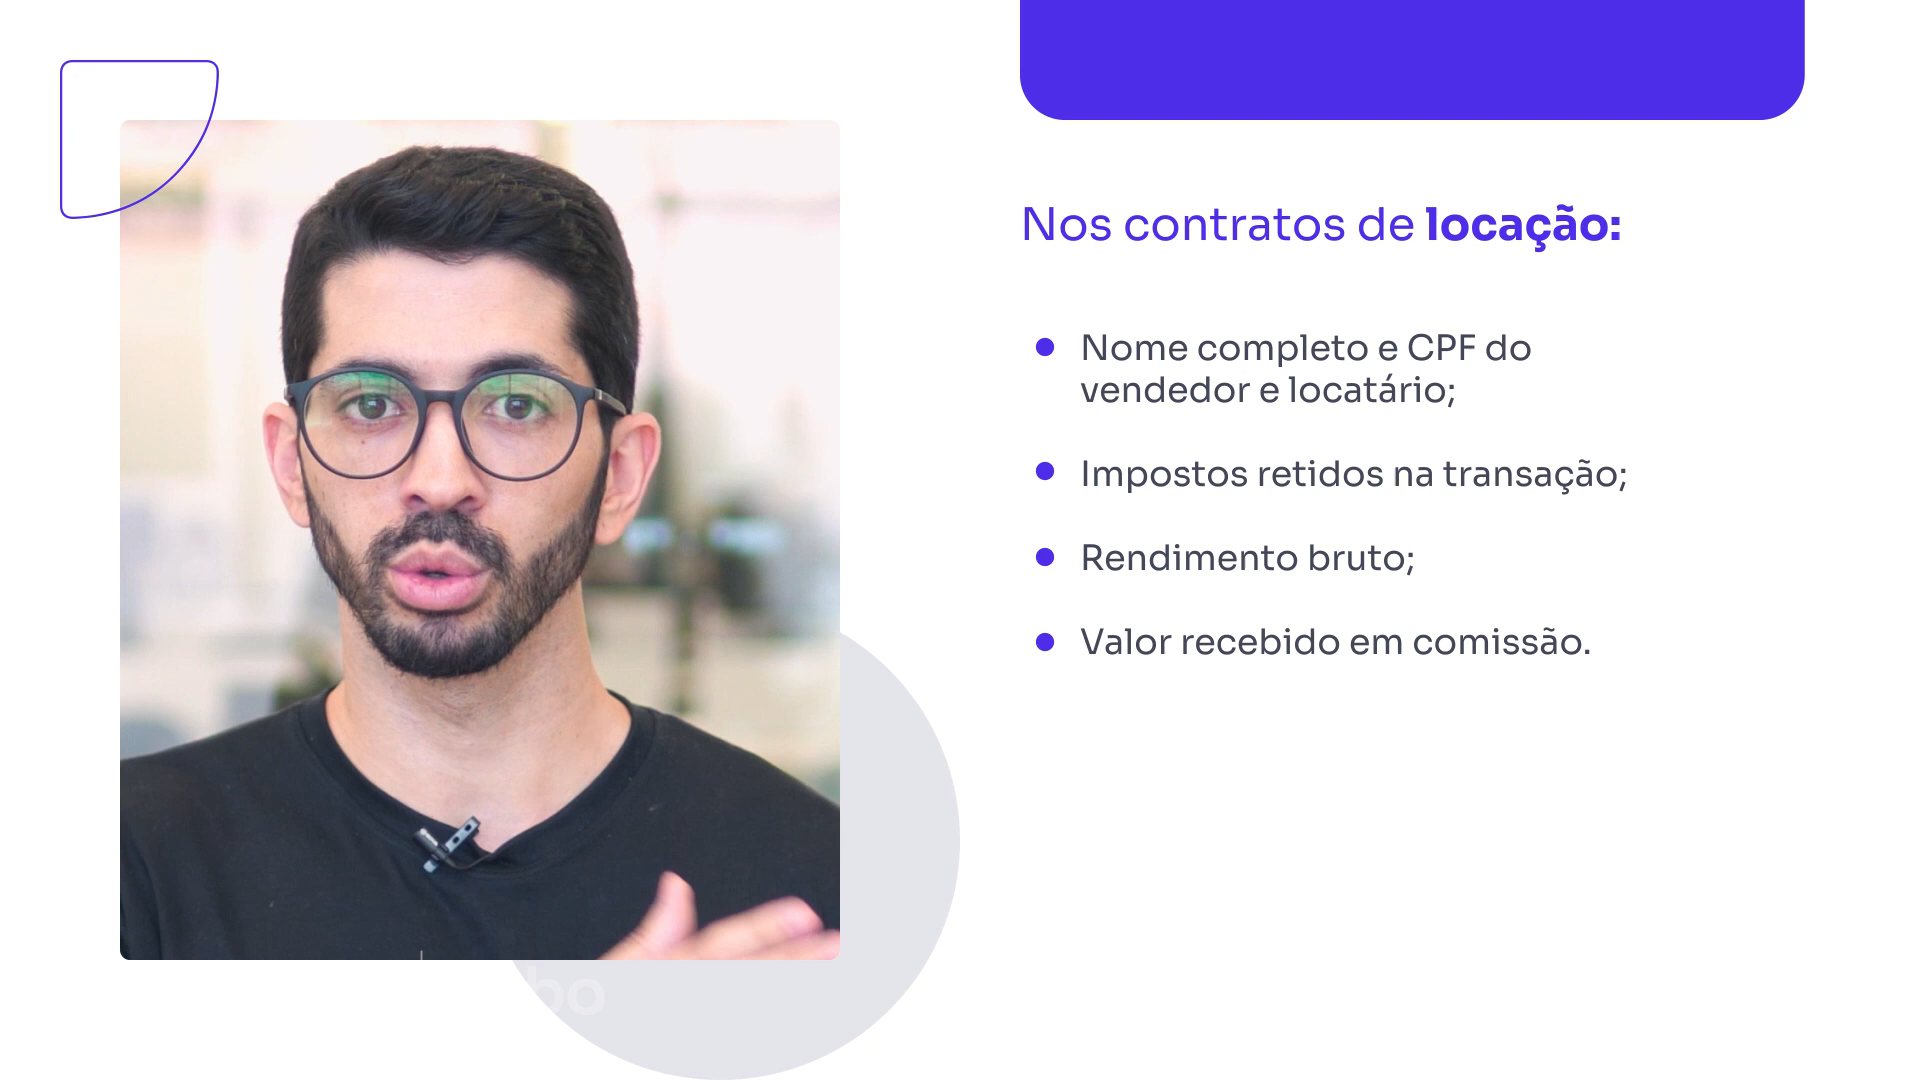 Nos contratos de locação:
Nome completo e CPF do
vendedor e locatário;
Impostos retidos na transação;
Rendimento bruto;
Valor recebido em comissão.